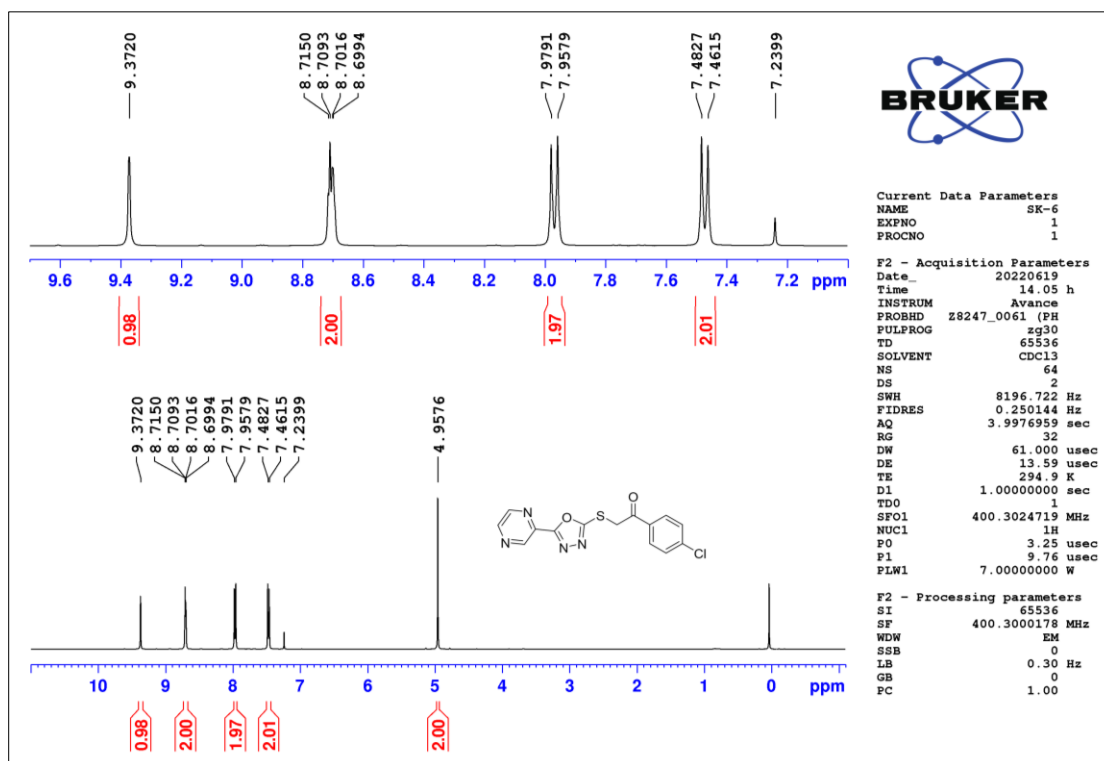 9.3720
8.7150
8.7093
8.7016
8.6994
7.9791
7.9579
7.4827
7.4615
7.2399
9.6 9.4 9.2 9.0 8.8 8.6 8.4 8.2 8.0 7.8 7.6 7.4 7.2 ppm
0.98 2.00 1.97 2.01
9.3720
8.7150
8.7093
8.7016
8.6994
7.9791
7.9579
7.4827
7.4615
7.2399
4.9576
N N O N N S O Cl
10 9 8 7 6 5 4 3 2 1 0 ppm
0.98 2.00 1.97 2.01 2.00
BRUKER
Current Data Parameters
NAME SK-6
EXPNO 1
PROCNO 1
F2 - Acquisition Parameters
Date_ 20220619
Time 14.05 h
INSTRUM Avance
PROBHD Z8247_0061 (PH
PULPROG zg30
TD 65536
SOLVENT CDCl3
NS 64
DS 2
SWH 8196.722 Hz
FIDRES 0.250144 Hz
AQ 3.9976959 sec
RG 32
DW 61.000 usec
DE 13.59 usec
TE 294.9 K
D1 1.00000000 sec
TD0 1
SFO1 400.3024719 MHz
NUC1 1H
P0 3.25 usec
P1 9.76 usec
PLW1 7.00000000 W
F2 - Processing parameters
SI 65536
SF 400.3000178 MHz
WDW EM
SSB 0
LB 0.30 Hz
GB 0
PC 1.00